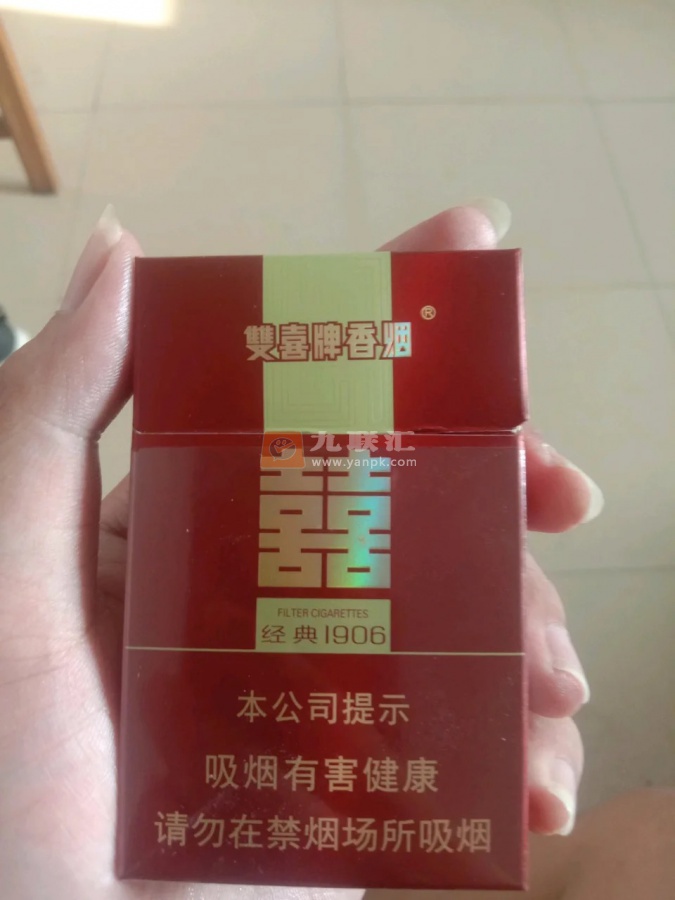 雙喜牌香烟®
九联汇
www.yanpk.com
囍
FILTER CIGARETTES
经典1906
本公司提示
吸烟有害健康
请勿在禁烟场所吸烟